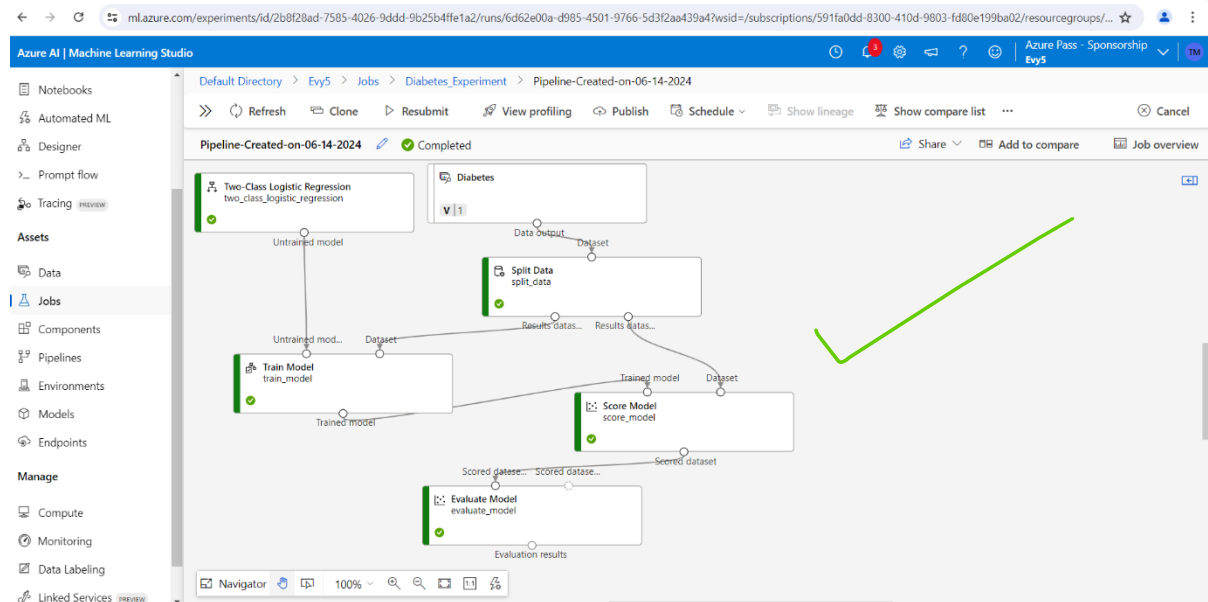 ml.azure.com/experiments/id/2b8f28ad-7585-4026-9ddd-9b25b4ffe1a2/runs/6d62e00a-d985-4501-9766-5d3f2aa439a4?wsid=/subscriptions/591fa0dd-8300-410d-9803-fd80e199ba02/resourcegroups/...
Azure AI | Machine Learning Studio
3
Azure Pass - Sponsorship
Evy5
TM
Notebooks
Automated ML
Designer
Prompt flow
Tracing PREVIEW
Assets
Data
Jobs
Components
Pipelines
Environments
Models
Endpoints
Manage
Compute
Monitoring
Data Labeling
Linked Services PREVIEW
Default Directory > Evy5 > Jobs > Diabetes_Experiment > Pipeline-Created-on-06-14-2024
Refresh Clone Resubmit View profiling Publish Schedule Show lineage Show compare list ... Cancel
Pipeline-Created-on-06-14-2024 Completed Share Add to compare Job overview
Two-Class Logistic Regression
two_class_logistic_regression
Untrained model
Diabetes
V | 1
Data output
Dataset
Split Data
split_data
Results datas... Results datas...
Untrained mod... Dataset
Train Model
train_model
Trained model
Trained model Dataset
Score Model
score_model
Scored dataset
Scored datase... Scored datase...
Evaluate Model
evaluate_model
Evaluation results
Navigator 100% 1:1